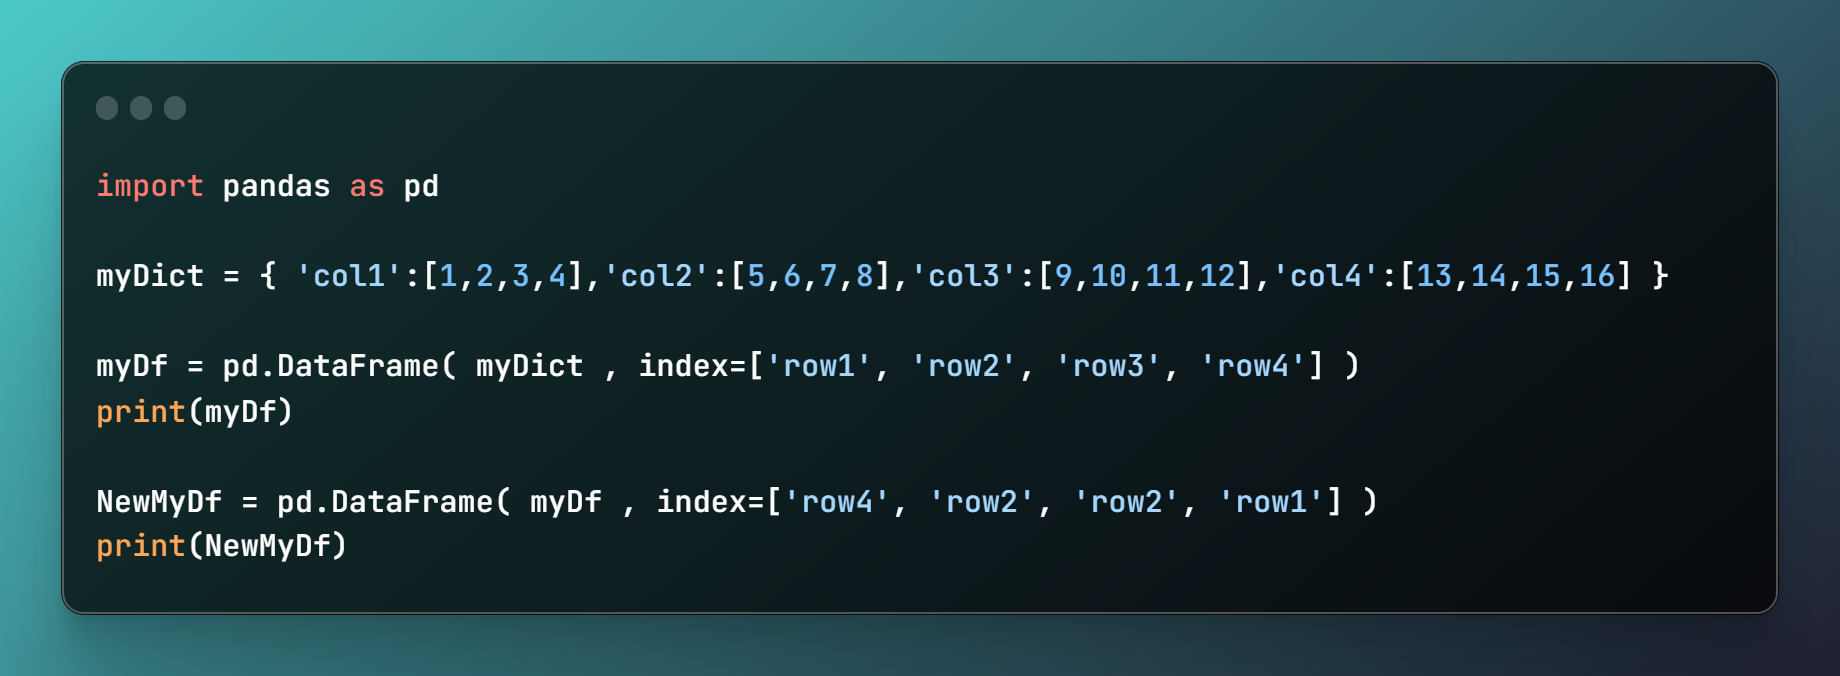 import pandas as pd
myDict = { 'col1':[1,2,3,4],'col2':[5,6,7,8],'col3':[9,10,11,12],'col4':[13,14,15,16] }
myDf = pd.DataFrame( myDict , index=['row1', 'row2', 'row3', 'row4'] )
print(myDf)
NewMyDf = pd.DataFrame( myDf , index=['row4', 'row2', 'row2', 'row1'] )
print(NewMyDf)